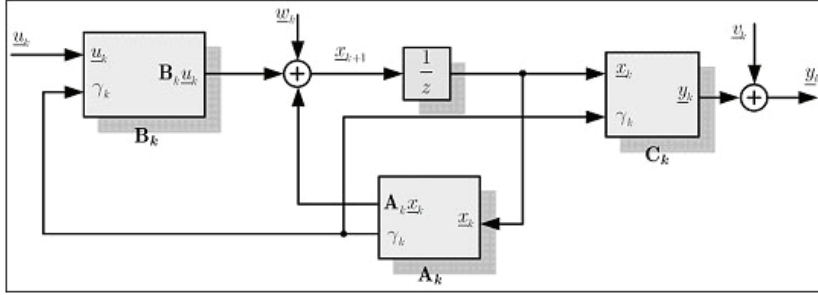 u_k
u_k
γ_k
B_k u_k
B_k
w_k
x_{k+1}
1
z
x_k
γ_k
y_k
C_k
v_k
A_k x_k
x_k
γ_k
A_k